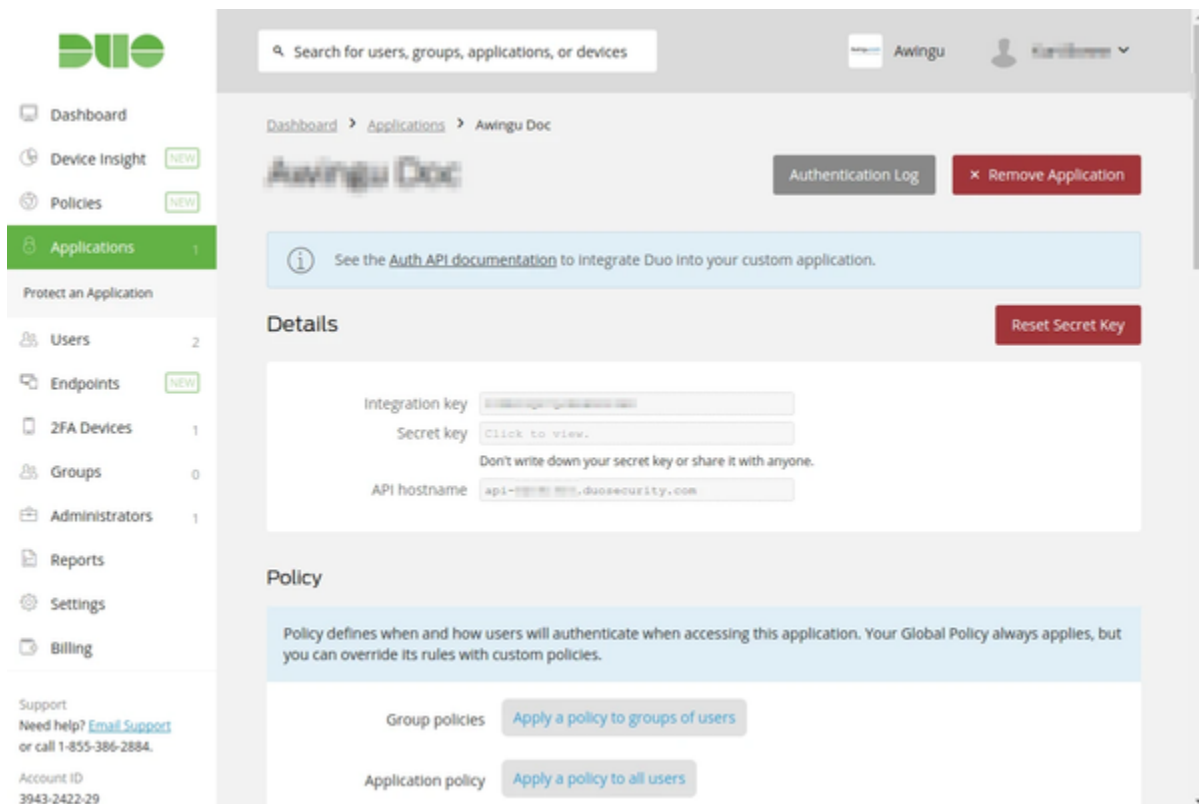 DUO
Search for users, groups, applications, or devices
Awingu
Dashboard
Device Insight NEW
Policies NEW
Applications 1
Protect an Application
Users 2
Endpoints NEW
2FA Devices 1
Groups 0
Administrators 1
Reports
Settings
Billing
Support
Need help? Email Support
or call 1-855-386-2884.
Account ID
3943-2422-29
Dashboard > Applications > Awingu Doc
Awingu Doc
Authentication Log
× Remove Application
See the Auth API documentation to integrate Duo into your custom application.
Details
Reset Secret Key
Integration key
Secret key Click to view.
Don't write down your secret key or share it with anyone.
API hostname api- .duosecurity.com
Policy
Policy defines when and how users will authenticate when accessing this application. Your Global Policy always applies, but
you can override its rules with custom policies.
Group policies Apply a policy to groups of users
Application policy Apply a policy to all users